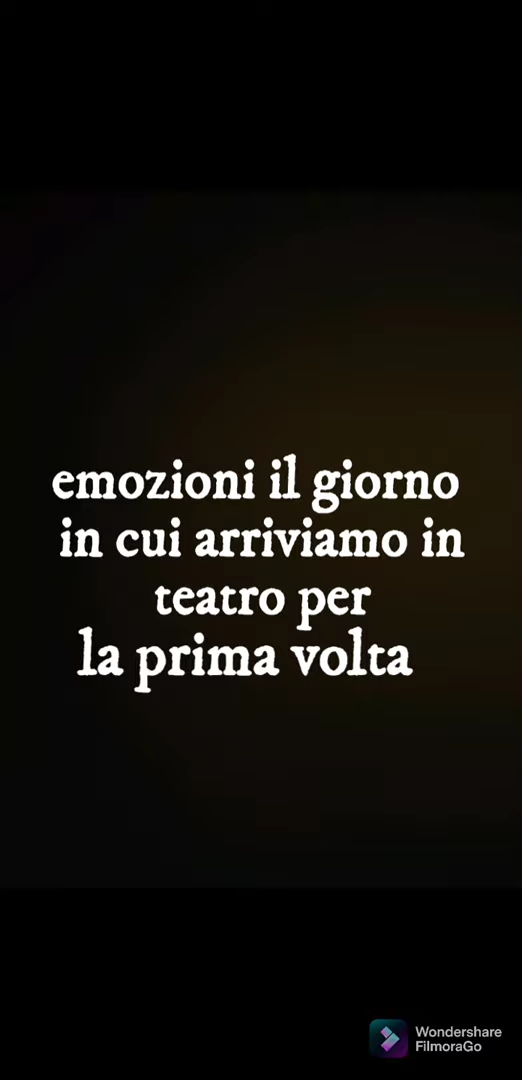 emozioni il giorno
in cui arriviamo in
teatro per
la prima volta
Wondershare
FilmoraGo